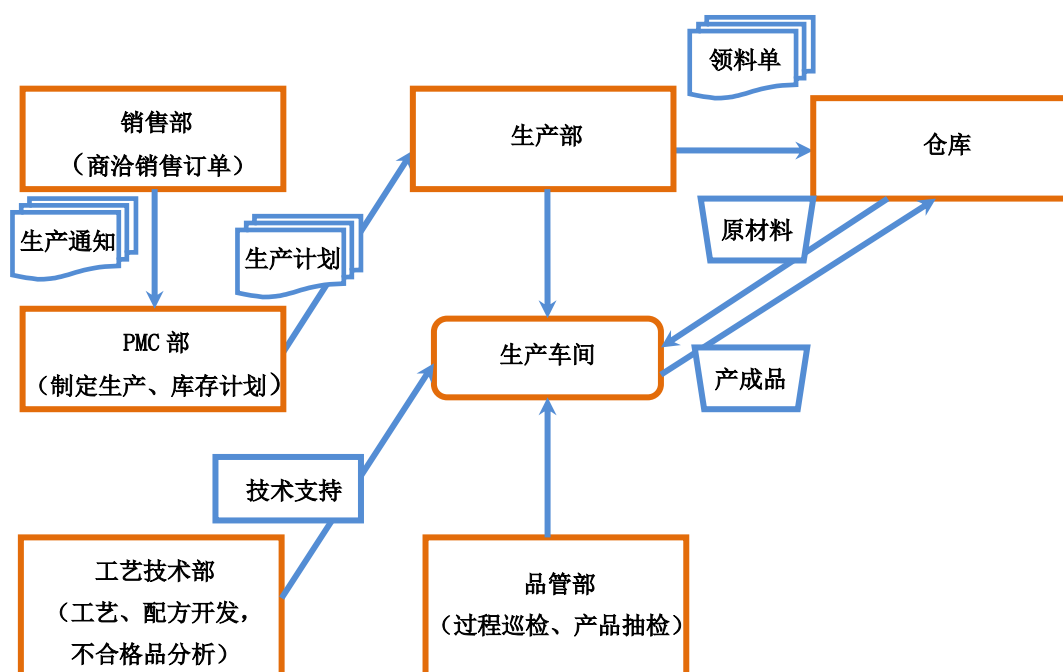 领料单
销售部
（商洽销售订单）
生产部
仓库
生产通知
生产计划
原材料
PMC 部
（制定生产、库存计划）
生产车间
产成品
技术支持
工艺技术部
（工艺、配方开发，
不合格品分析）
品管部
（过程巡检、产品抽检）